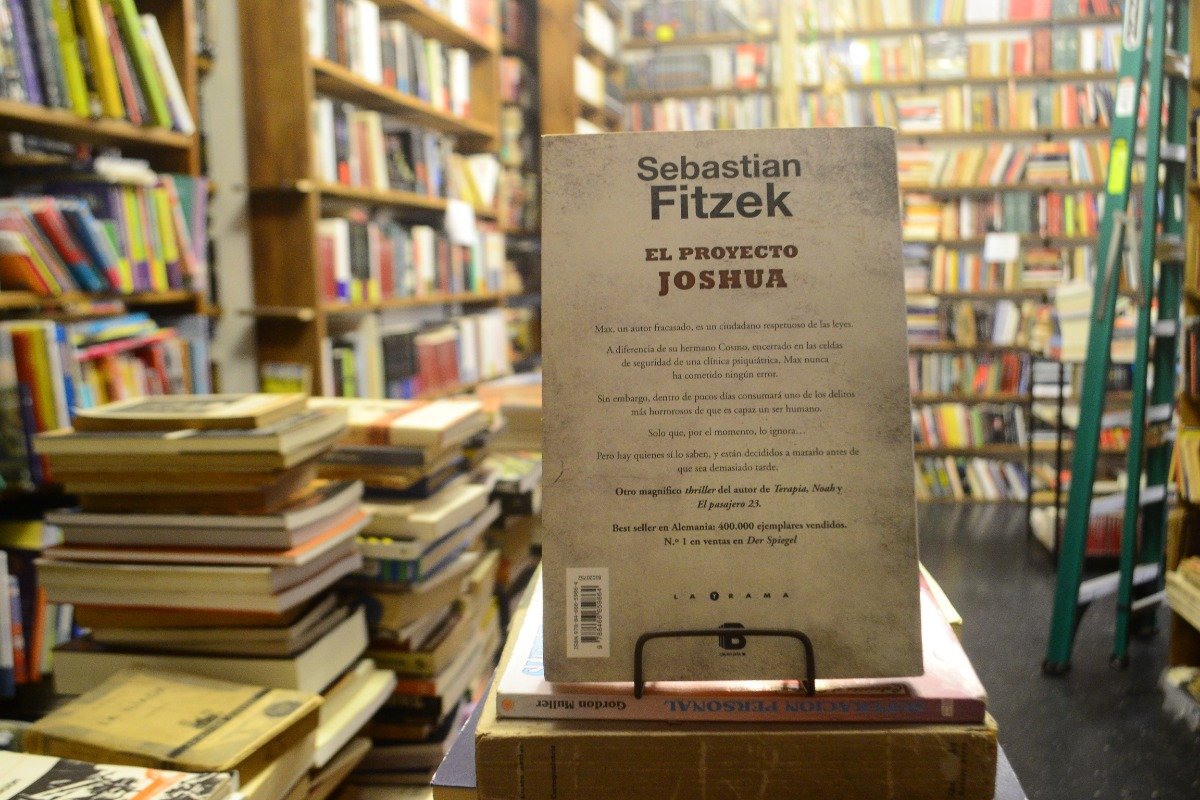 Sebastian
Fitzek
EL PROYECTO
JOSHUA
Max, un autor fracasado, es un ciudadano respetuoso de las leyes.
A diferencia de su hermano Cosmo, encerrado en las celdas
de seguridad de una clínica psiquiátrica, Max nunca
ha cometido ningún error.
Sin embargo, dentro de pocos días consumará uno de los delitos
más horrorosos de que es capaz un ser humano.
Solo que, por el momento, lo ignora...
Pero hay quienes sí lo saben, y están decididos a matarlo antes de
que sea demasiado tarde.
Otro magnífico thriller del autor de Terapia, Noah y
El pasajero 23.
Best seller en Alemania: 400.000 ejemplares vendidos.
N.º 1 en ventas en Der Spiegel
LA TRAMA
B
SUPERACION PERSONAL
Gordon Muller